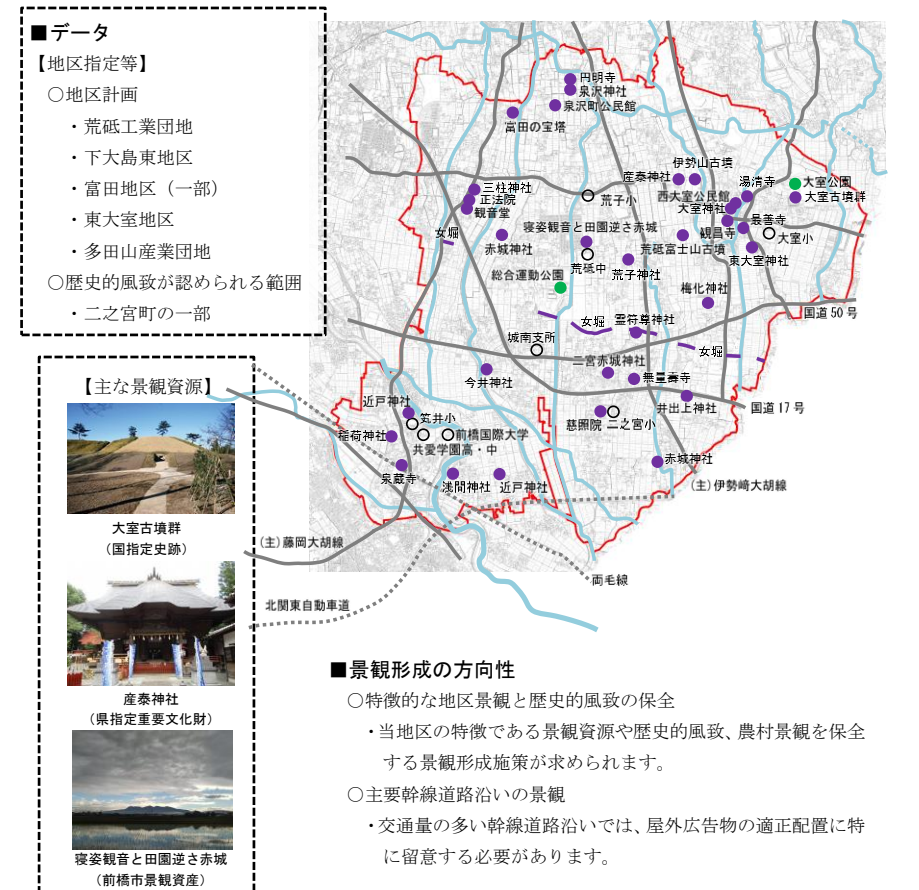 ■データ
【地区指定等】
○地区計画
・荒砥工業団地
・下大島東地区
・富田地区（一部）
・東大室地区
・多田山産業団地
○歴史的風致が認められる範囲
・二之宮町の一部
【主な景観資源】
大室古墳群
（国指定史跡）
産泰神社
（県指定重要文化財）
寝姿観音と田園逆さ赤城
（前橋市景観資産）
円明寺
泉沢神社
泉沢町公民館
富田の宝塔
伊勢山古墳
産泰神社
湯清寺
大室公園
西大室公民館
大室古墳群
三柱神社
正法院
観音堂
荒子小
大室神社
最善寺
女堀
寝姿観音と田園逆さ赤城
観昌寺
大室小
赤城神社
荒砥富士山古墳
東大室神社
荒砥中
荒子神社
総合運動公園
梅化神社
国道50号
女堀
霊符尊神社
城南支所
女堀
二宮赤城神社
今井神社
無量壽寺
近戸神社
井出上神社
国道17号
笂井小
慈照院
二之宮小
稲荷神社
前橋国際大学
共愛学園高・中
赤城神社
泉蔵寺
浅間神社
近戸神社
(主)伊勢崎大胡線
(主)藤岡大胡線
両毛線
北関東自動車道
■景観形成の方向性
○特徴的な地区景観と歴史的風致の保全
・当地区の特徴である景観資源や歴史的風致、農村景観を保全
する景観形成施策が求められます。
○主要幹線道路沿いの景観
・交通量の多い幹線道路沿いでは、屋外広告物の適正配置に特
に留意する必要があります。